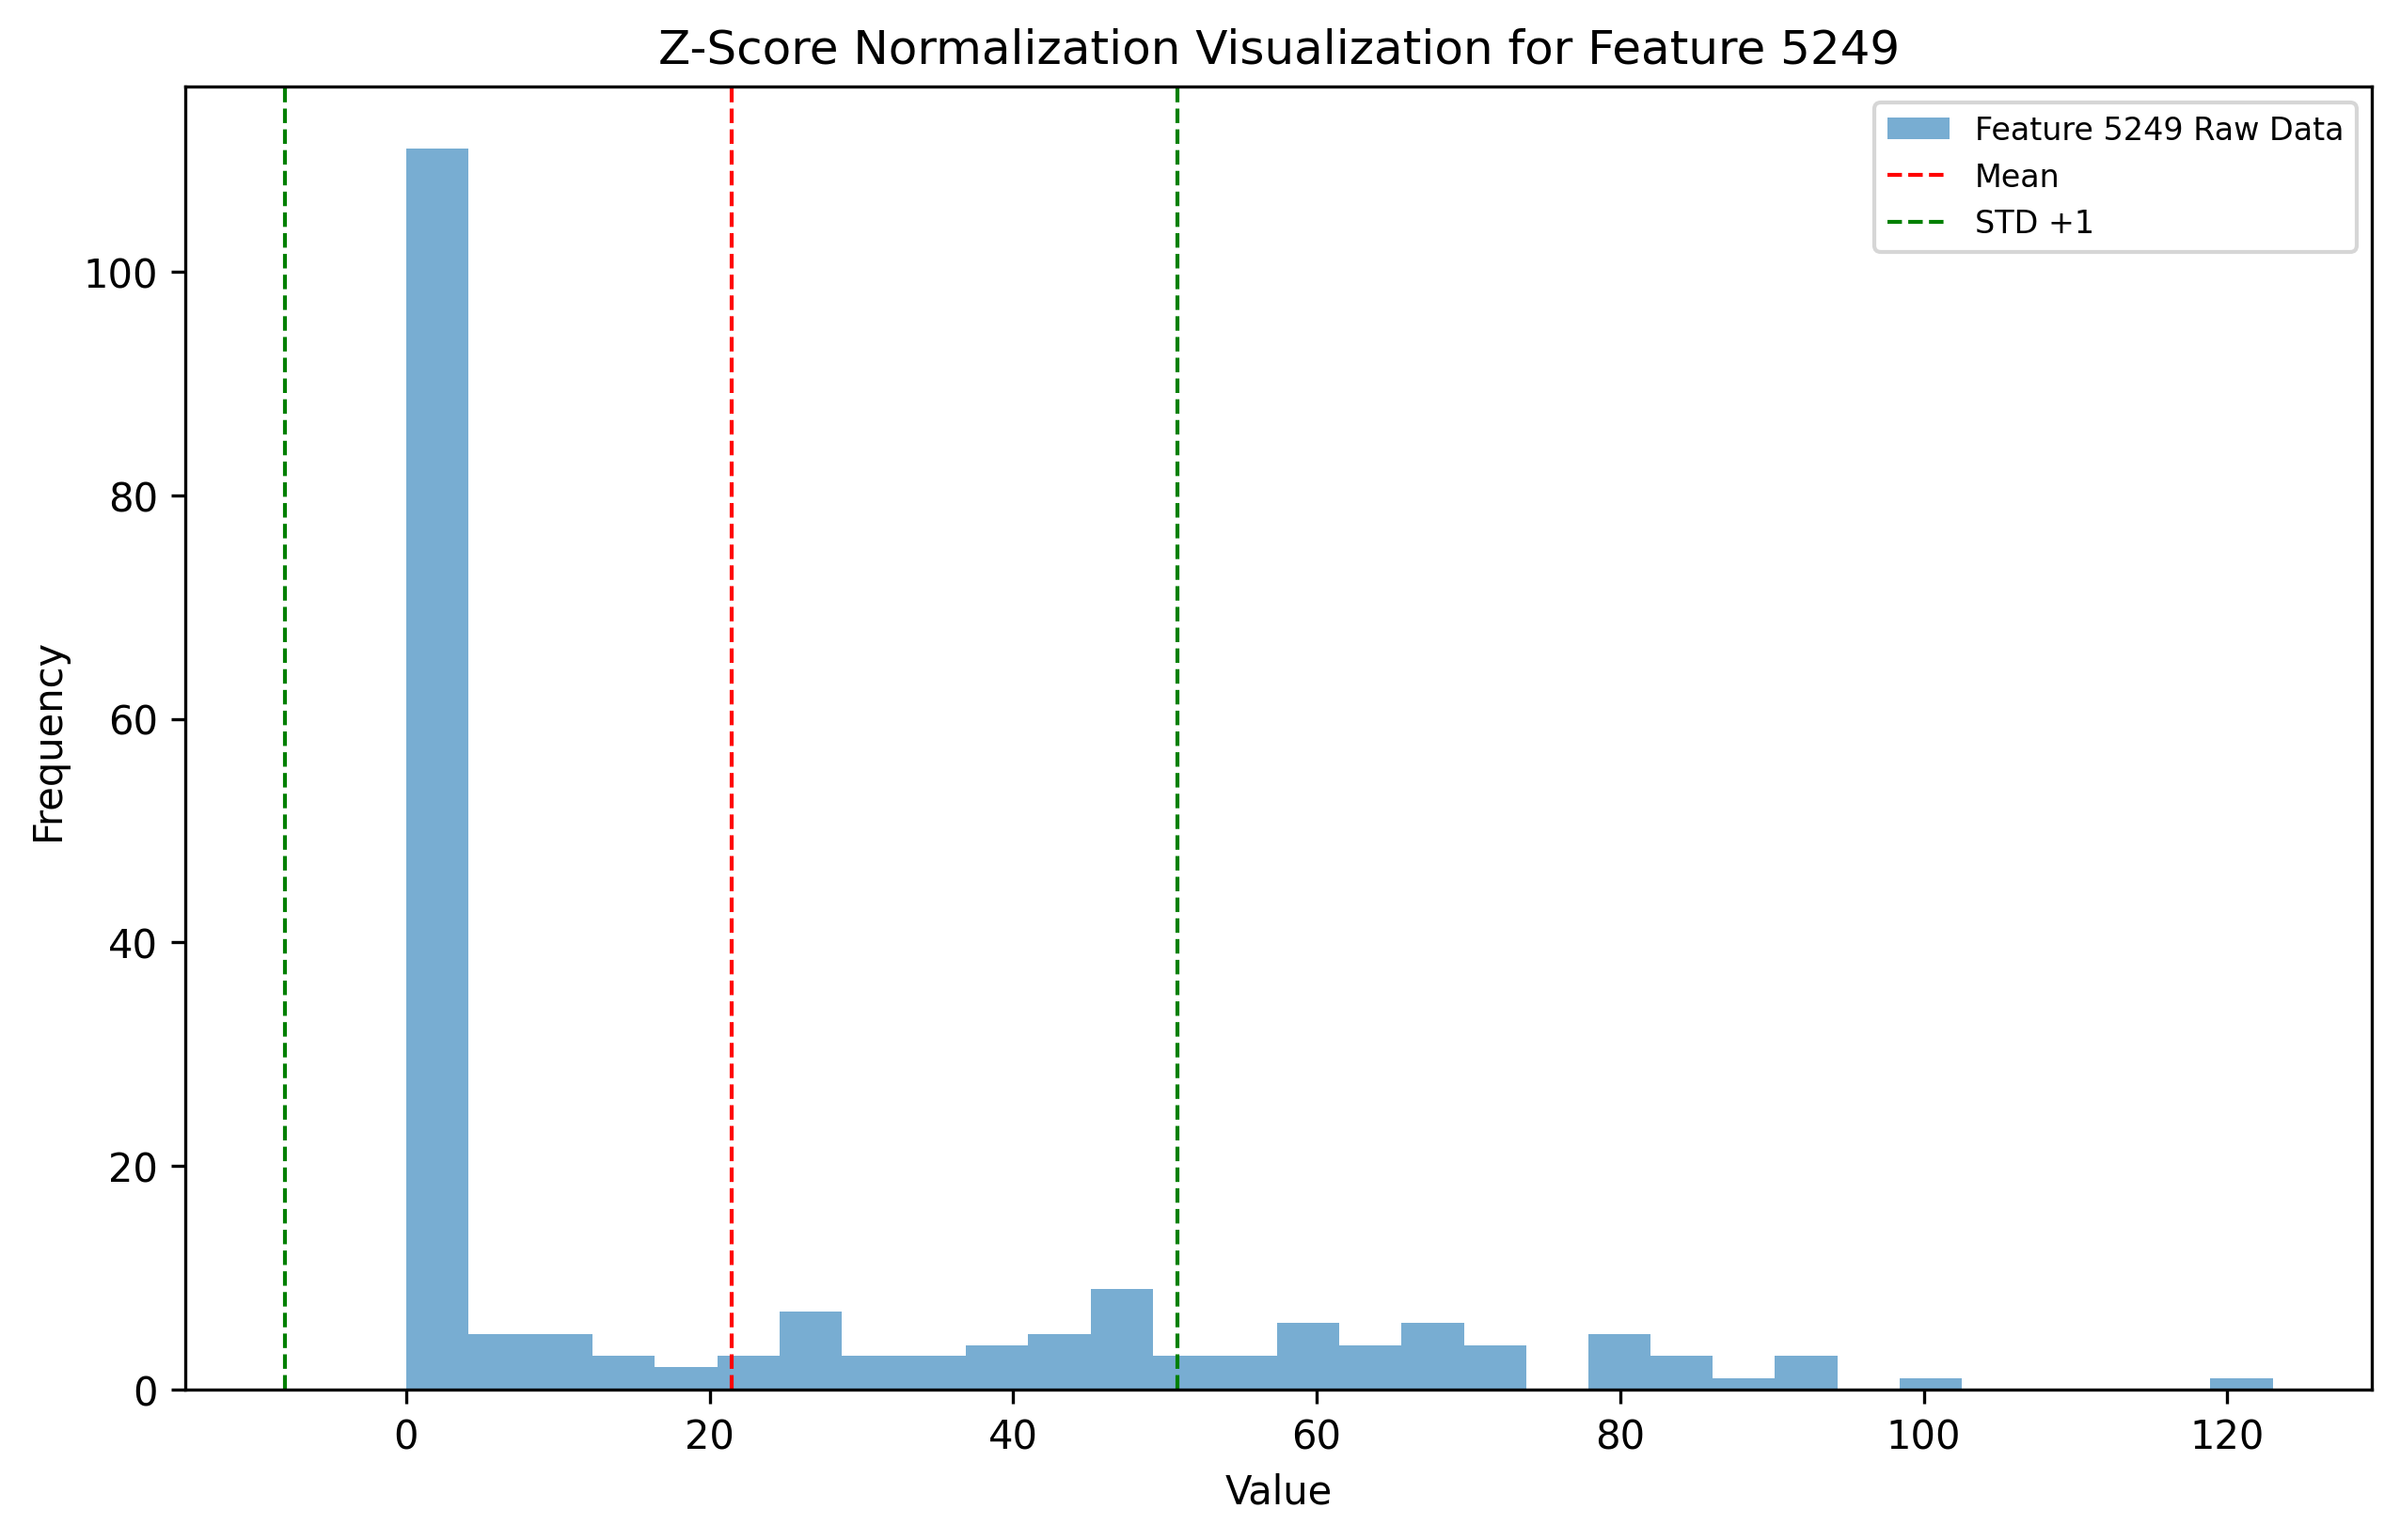 Z-Score Normalization Visualization for Feature 5249
Feature 5249 Raw Data
Mean
STD +1
Frequency
100
80
60
40
20
0
0 20 40 60 80 100 120
Value